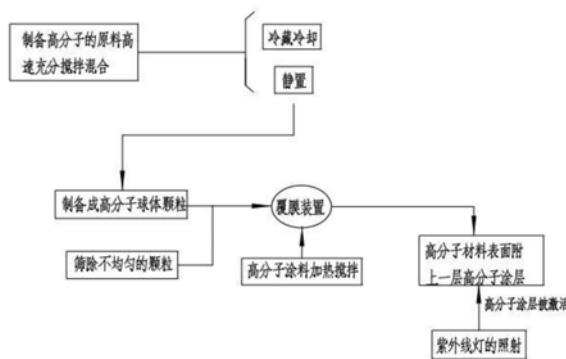 制备高分子的原料高
速充分搅拌混合
冷藏冷却
静置
制备成高分子球体颗粒
覆膜装置
筛除不均匀的颗粒
高分子涂料加热搅拌
高分子材料表面附
上一层高分子涂层
高分子涂层被激活
紫外线灯的照射